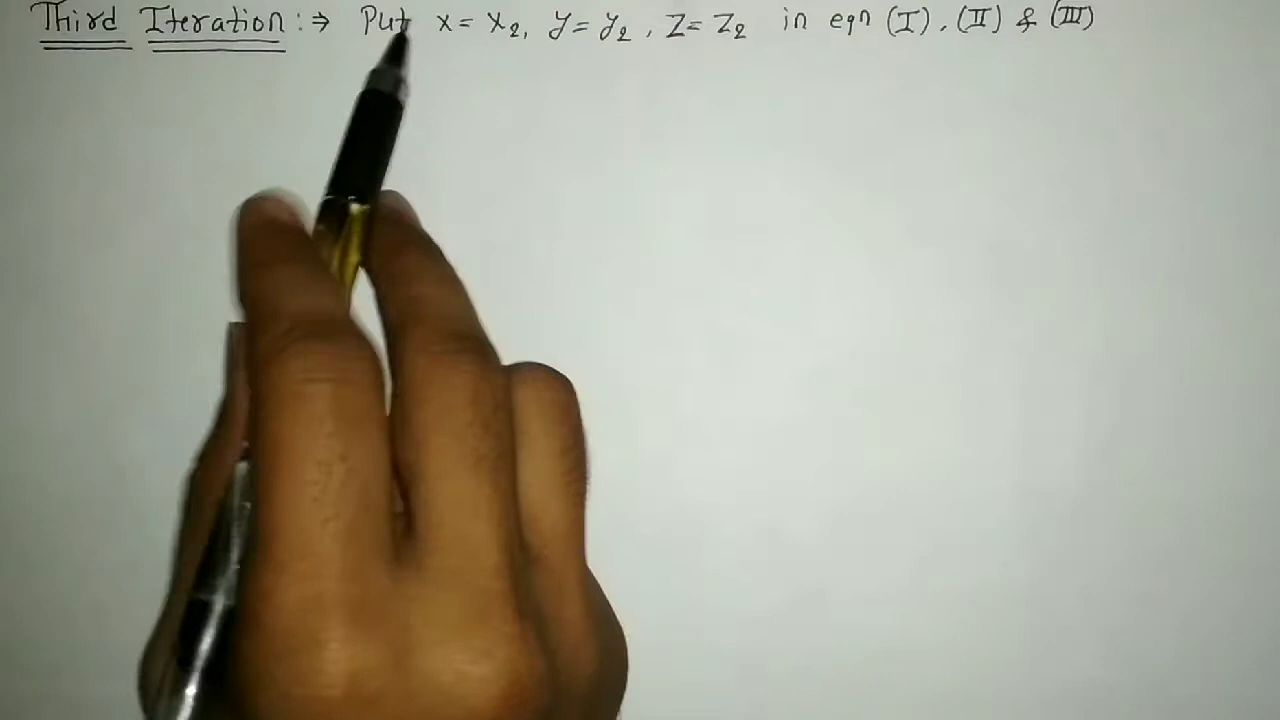 Third Iteration :⇒ Put x = x₂, y = y₂, z = z₂ in eqn (I), (II) & (III)